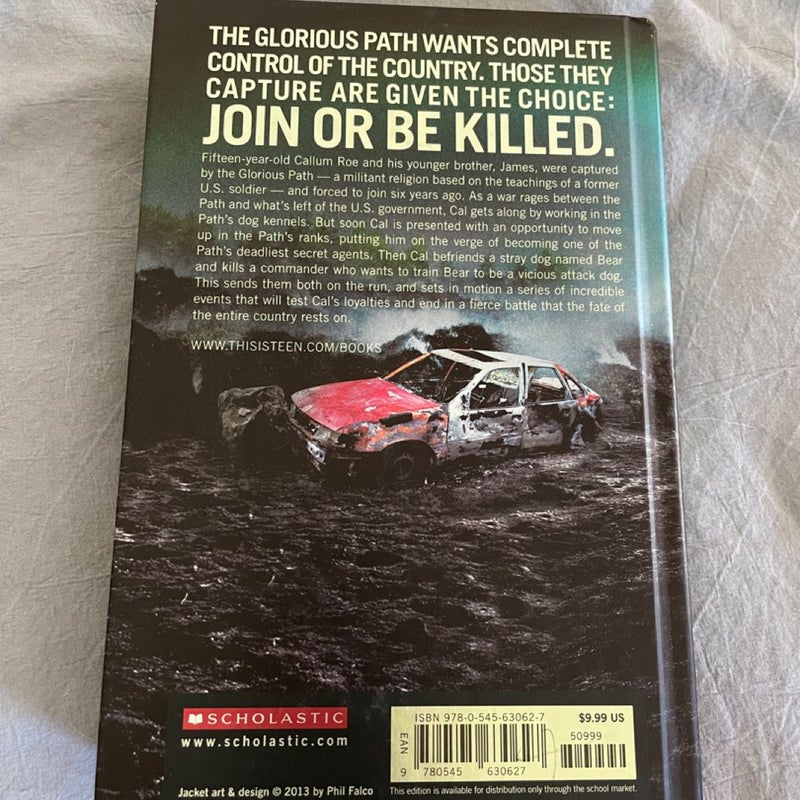 THE GLORIOUS PATH WANTS COMPLETE
CONTROL OF THE COUNTRY. THOSE THEY
CAPTURE ARE GIVEN THE CHOICE:
JOIN OR BE KILLED.
Fifteen-year-old Callum Roe and his younger brother, James, were captured
by the Glorious Path — a militant religion based on the teachings of a former
U.S. soldier — and forced to join six years ago. As a war rages between the
Path and what's left of the U.S. government, Cal gets along by working in the
Path's dog kennels. But soon Cal is presented with an opportunity to move
up in the Path's ranks, putting him on the verge of becoming one of the
Path's deadliest secret agents. Then Cal befriends a stray dog named Bear
and kills a commander who wants to train Bear to be a vicious attack dog.
This sends them both on the run, and sets in motion a series of incredible
events that will test Cal's loyalties and end in a fierce battle that the fate of
the entire country rests on.
WWW.THISISTEEN.COM/BOOKS
SCHOLASTIC
www.scholastic.com
ISBN 978-0-545-63062-7
$9.99 US
50999
EAN
9 780545 630627
Jacket art & design © 2013 by Phil Falco
This edition is available for distribution only through the school market.